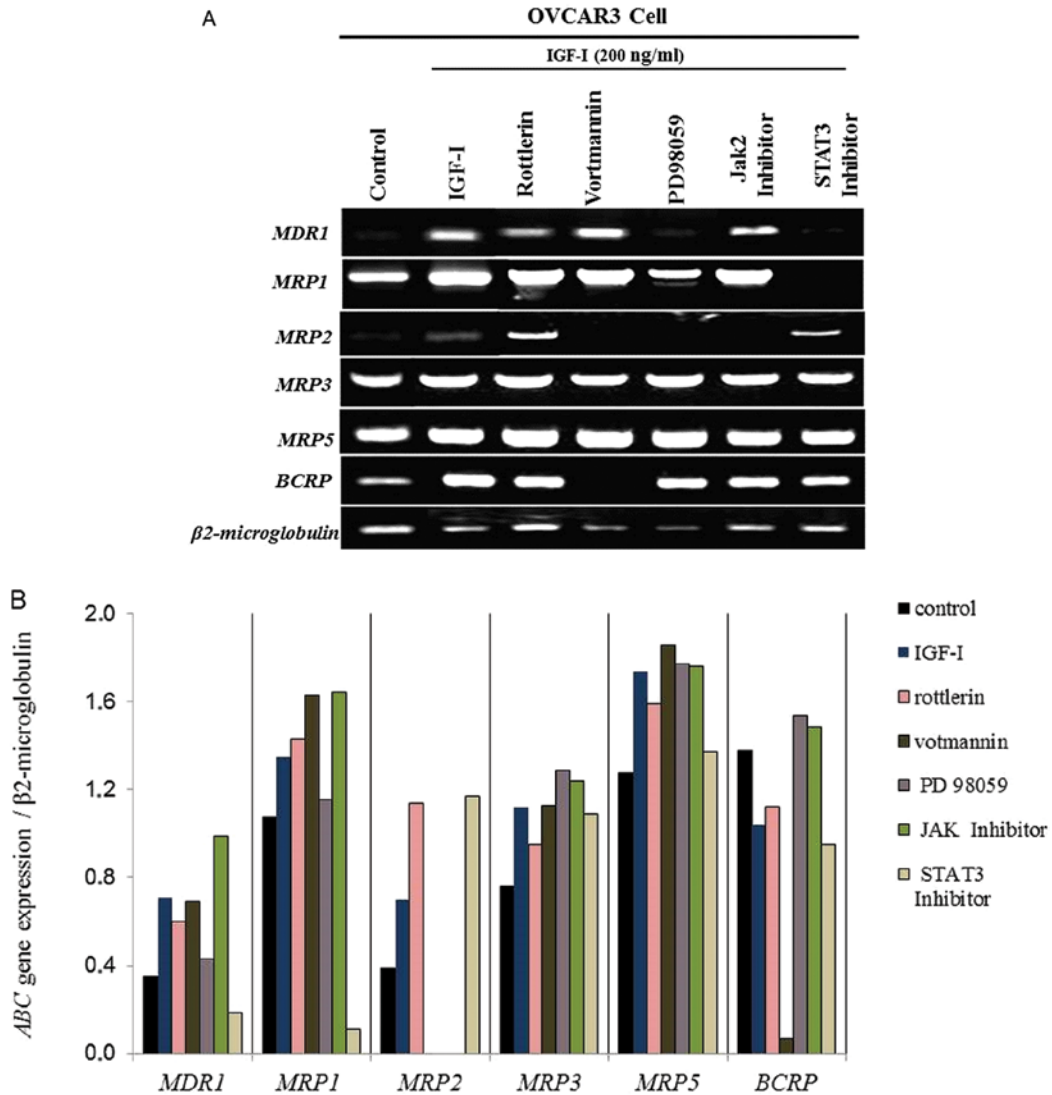 A
OVCAR3 Cell
IGF-I (200 ng/ml)
Control
IGF-I
Rottlerin
Vortmannin
PD98059
Jak2
Inhibitor
STAT3
Inhibitor
MDR1
MRP1
MRP2
MRP3
MRP5
BCRP
β2-microglobulin
B
ABC gene expression / β2-microglobulin
2.0
1.6
1.2
0.8
0.4
0.0
MDR1 MRP1 MRP2 MRP3 MRP5 BCRP
control
IGF-I
rottlerin
votmannin
PD 98059
JAK Inhibitor
STAT3
Inhibitor